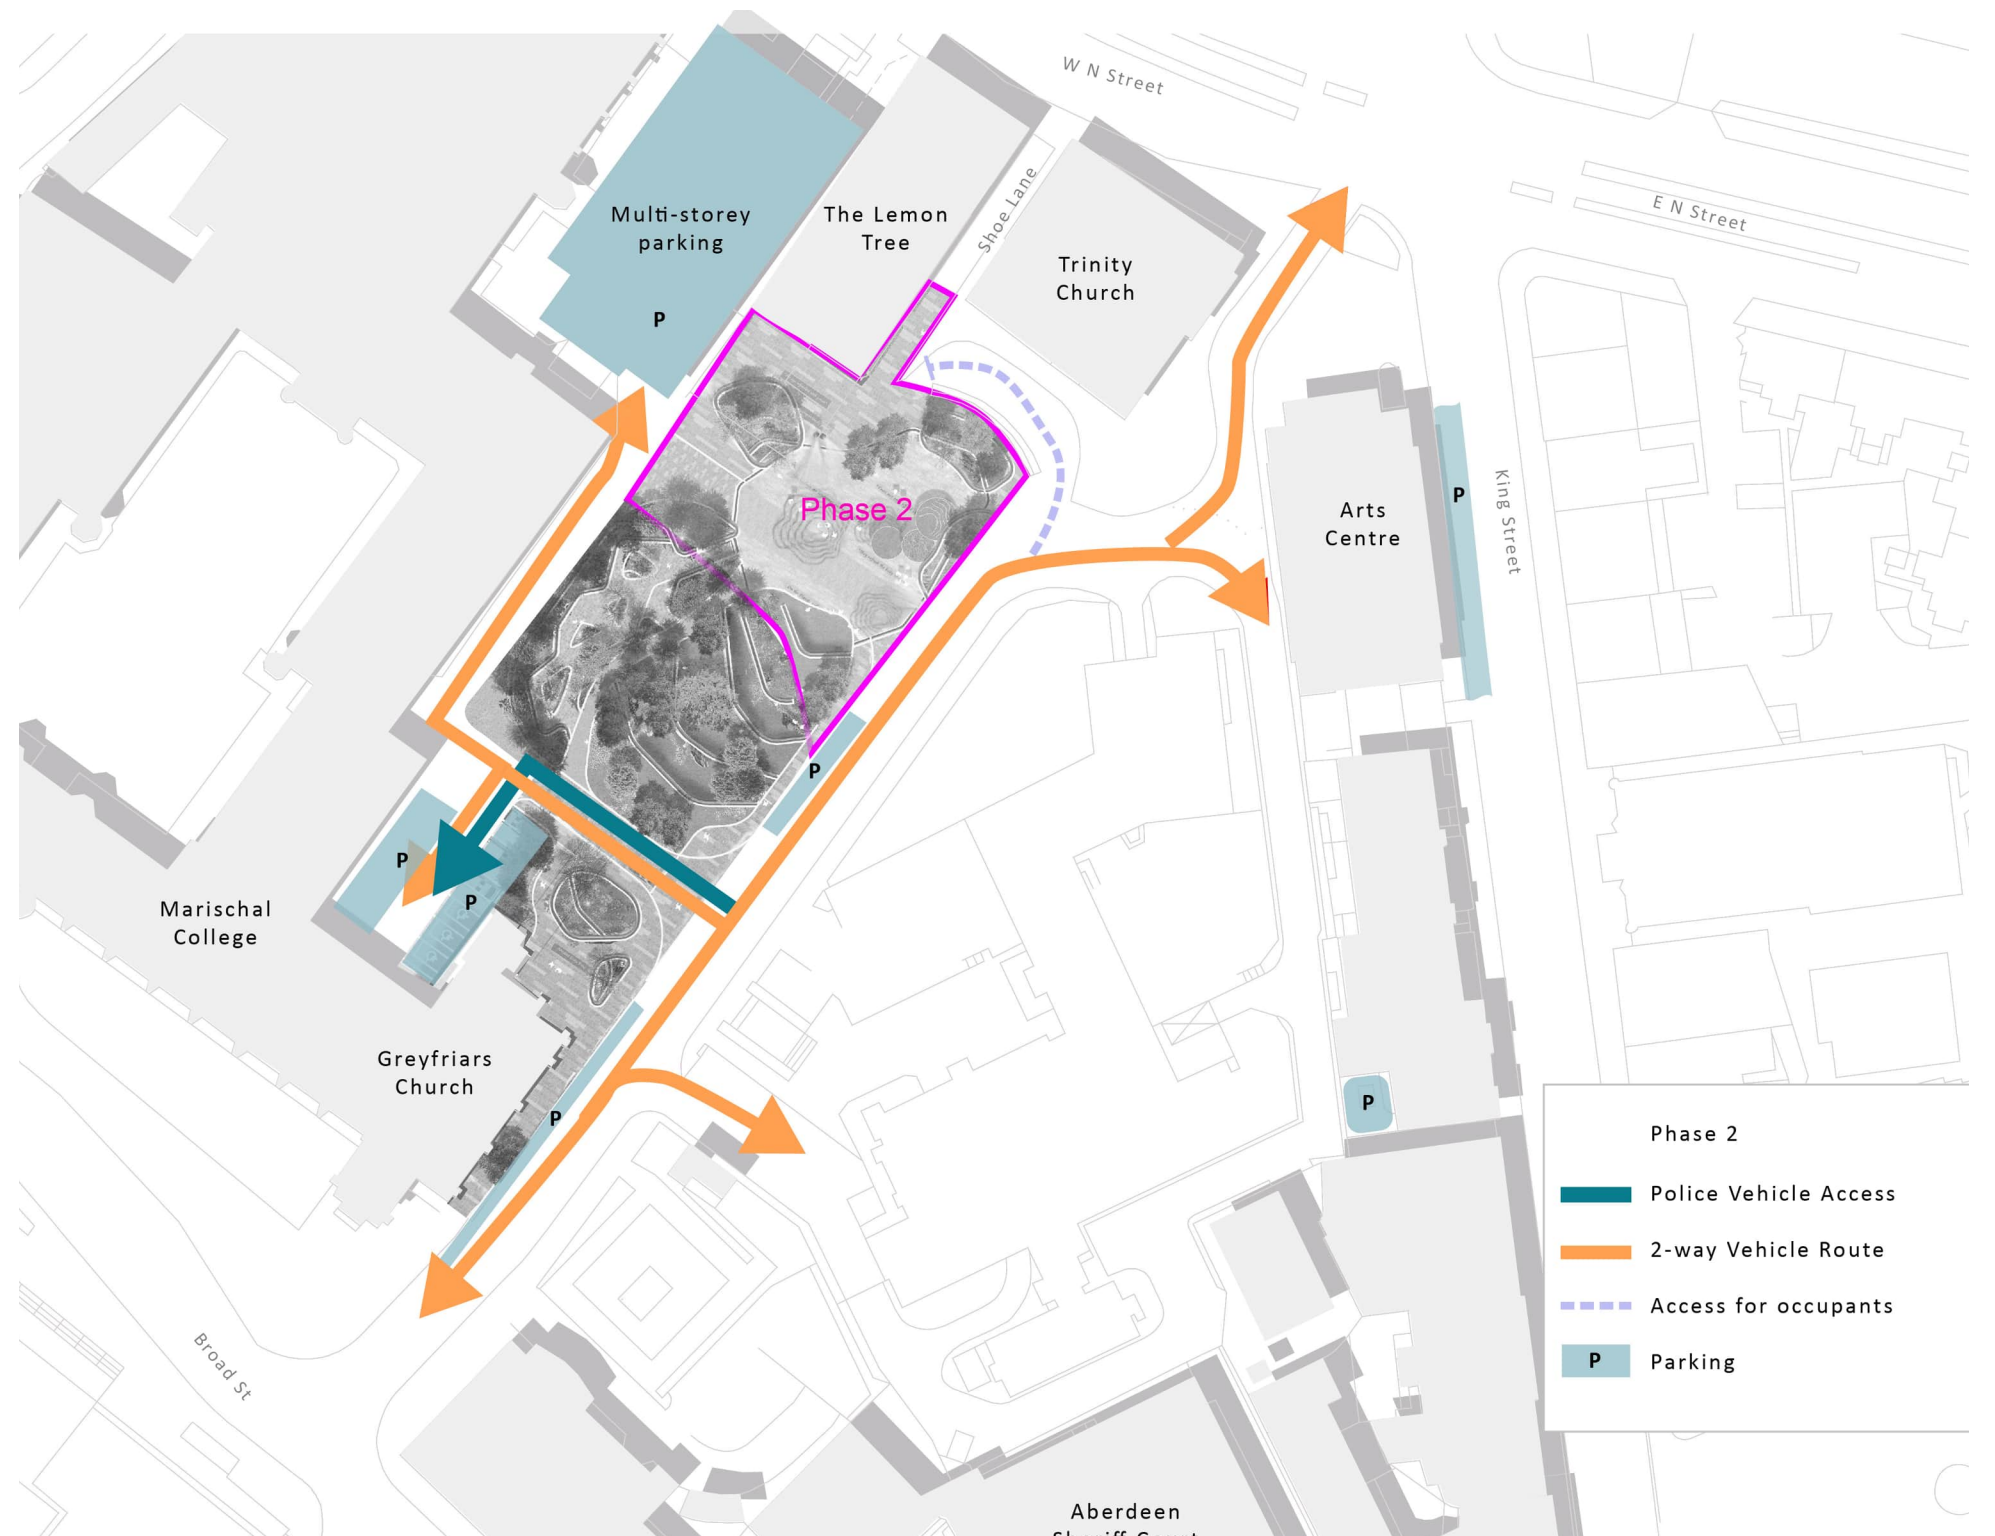 W N Street
E N Street
Multi-storey
parking
P
The Lemon
Tree
Shoe Lane
Trinity
Church
Phase 2
Arts
Centre
P
King Street
P
P
P
Marischal
College
Greyfriars
Church
P
P
Broad St
Aberdeen
Sheriff Court
Phase 2
Police Vehicle Access
2-way Vehicle Route
Access for occupants
P
Parking